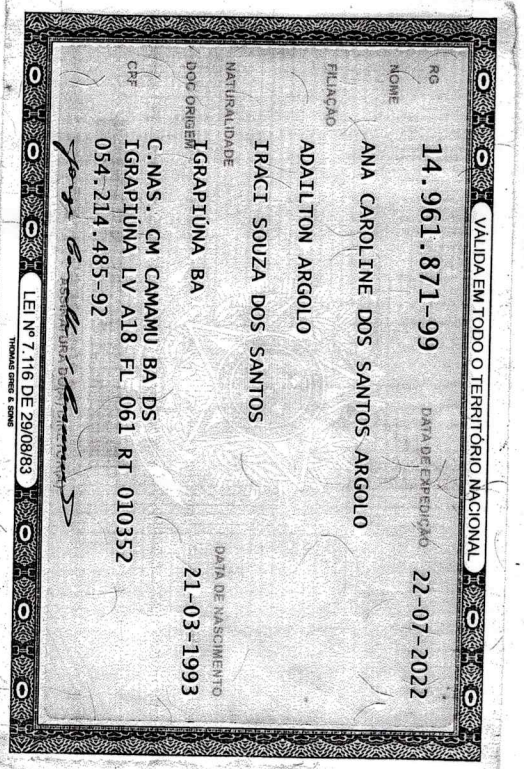 VÁLIDA EM TODO O TERRITÓRIO NACIONAL
RG 14.961.871-99 DATA DE EXPEDIÇÃO 22-07-2022
NOME ANA CAROLINE DOS SANTOS ARGOLO
FILIAÇÃO ADAILTON ARGOLO
IRACI SOUZA DOS SANTOS
NATURALIDADE DATA DE NASCIMENTO
IGRAPIÚNA BA 21-03-1993
DOC ORIGEM C.NAS. CM CAMAMU BA DS
IGRAPIÚNA LV A18 FL 061 RT 010352
CPF 054.214.485-92
LEI Nº 7.116 DE 29/08/83
THOMAS GREG & SONS